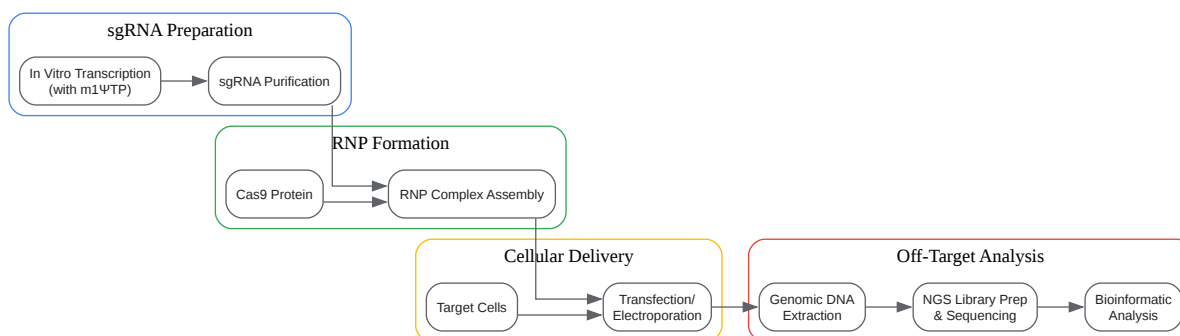 sgRNA Preparation
In Vitro Transcription
(with m1ΨTP)
sgRNA Purification
RNP Formation
Cas9 Protein
RNP Complex Assembly
Cellular Delivery
Target Cells
Transfection/
Electroporation
Off-Target Analysis
Genomic DNA
Extraction
NGS Library Prep
& Sequencing
Bioinformatic
Analysis